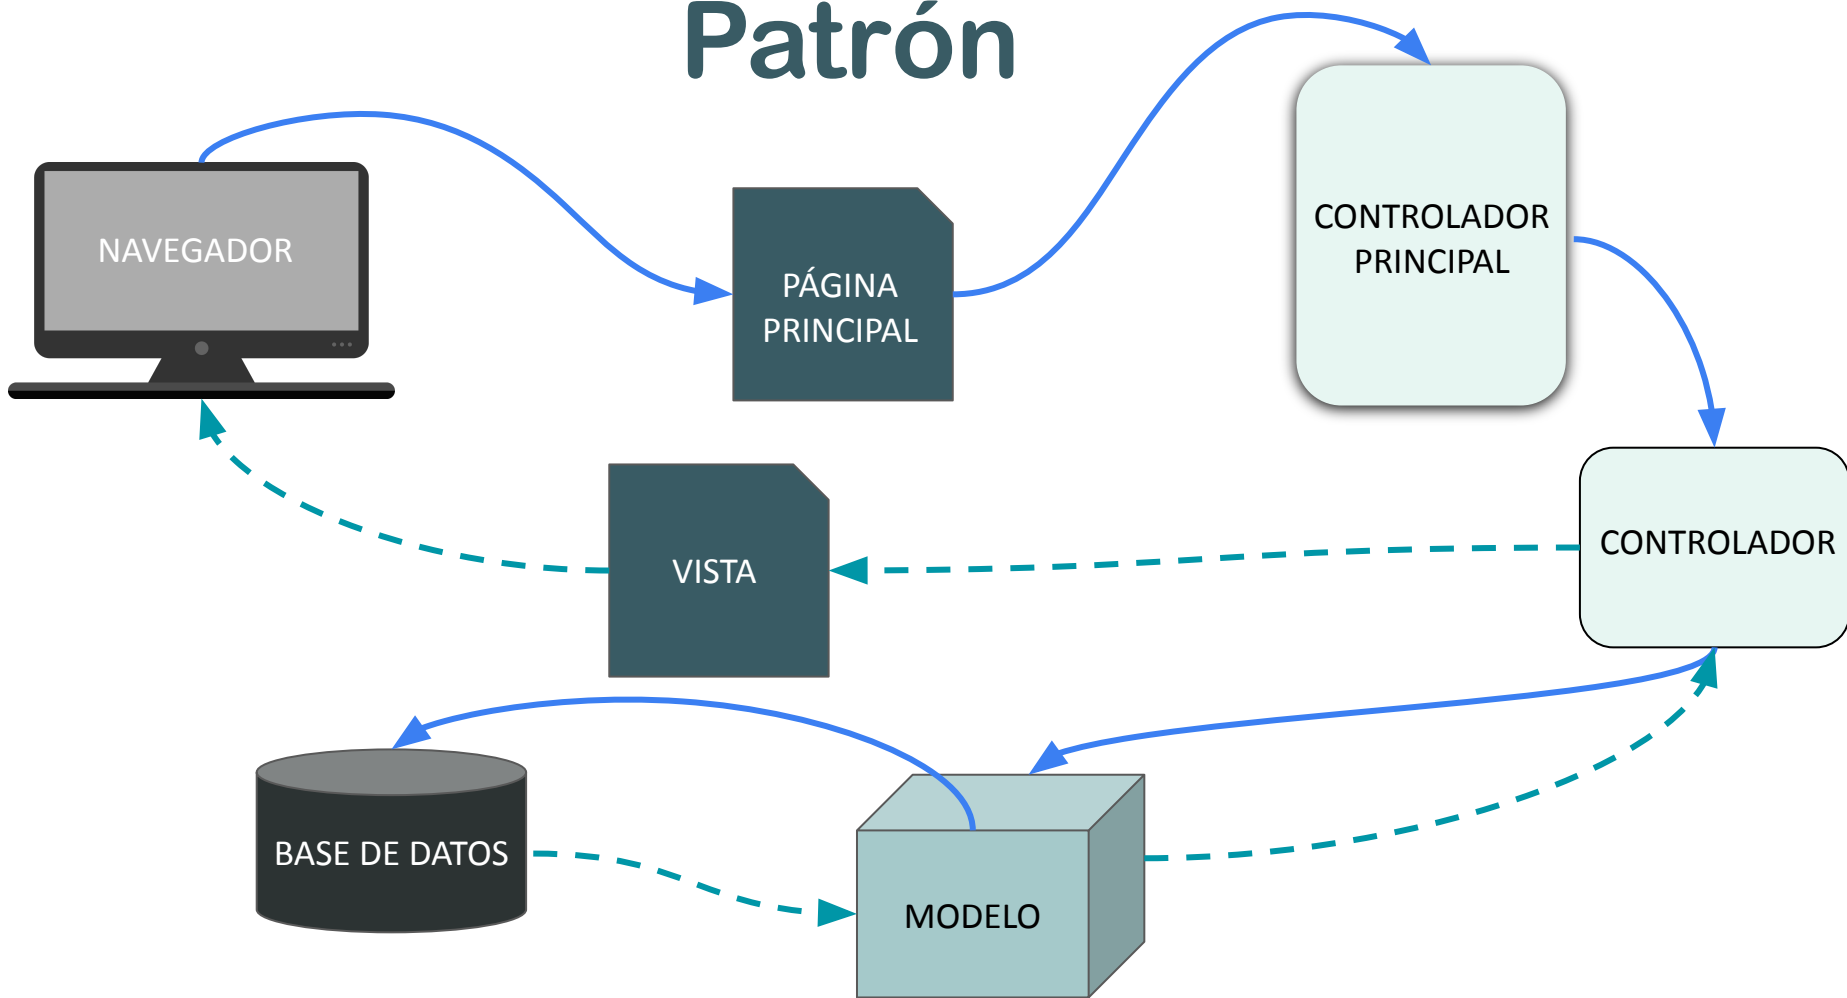 Patrón
NAVEGADOR
PÁGINA
PRINCIPAL
CONTROLADOR
PRINCIPAL
CONTROLADOR
VISTA
BASE DE DATOS
MODELO